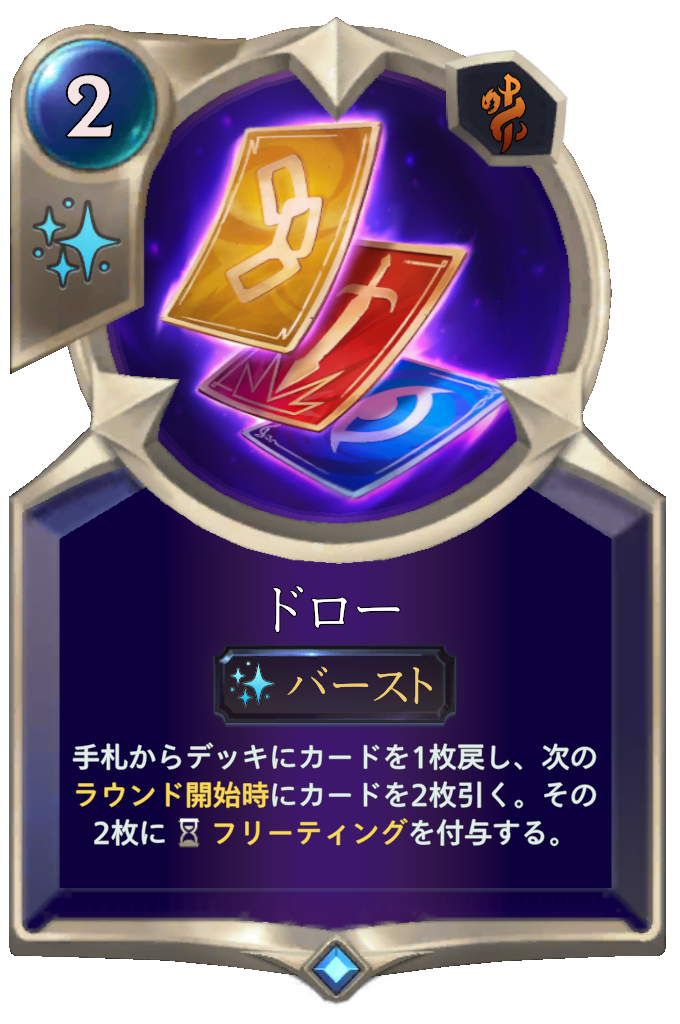 2
ドロー
バースト
手札からデッキにカードを1枚戻し、次の
ラウンド開始時にカードを2枚引く。その
2枚に フリーティングを付与する。